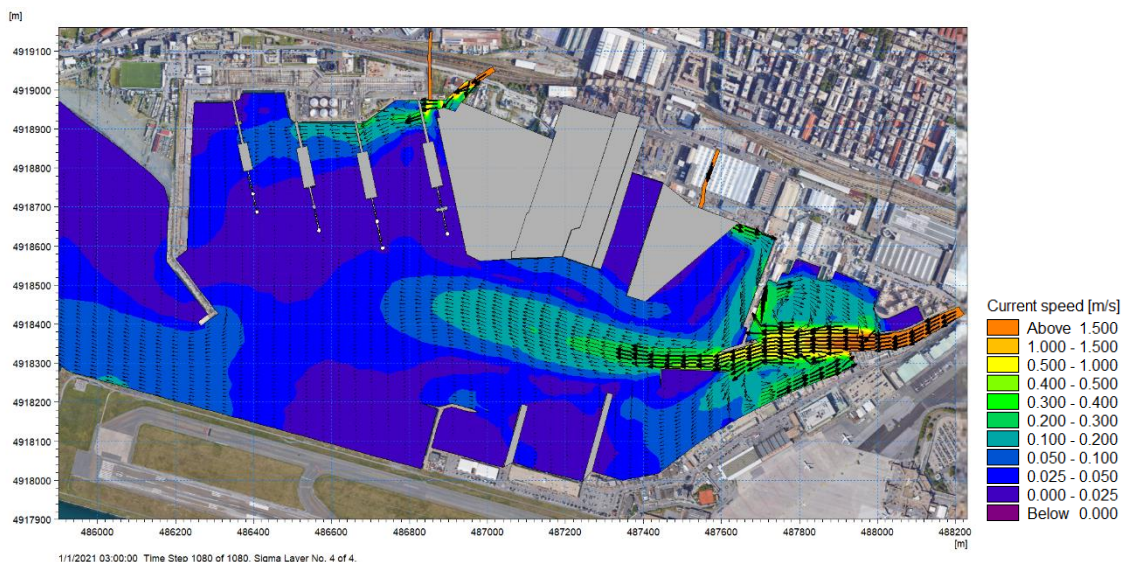 [m]
4919100
4919000
4918900
4918800
4918700
4918600
4918500
4918400
4918300
4918200
4918100
4918000
4917900
486000 486200 486400 486600 486800 487000 487200 487400 487600 487800 488000 488200
[m]
Current speed [m/s]
Above 1.500
1.000 - 1.500
0.500 - 1.000
0.400 - 0.500
0.300 - 0.400
0.200 - 0.300
0.100 - 0.200
0.050 - 0.100
0.025 - 0.050
0.000 - 0.025
Below 0.000
1/1/2021 03:00:00 Time Step 1080 of 1080. Sigma Layer No. 4 of 4.